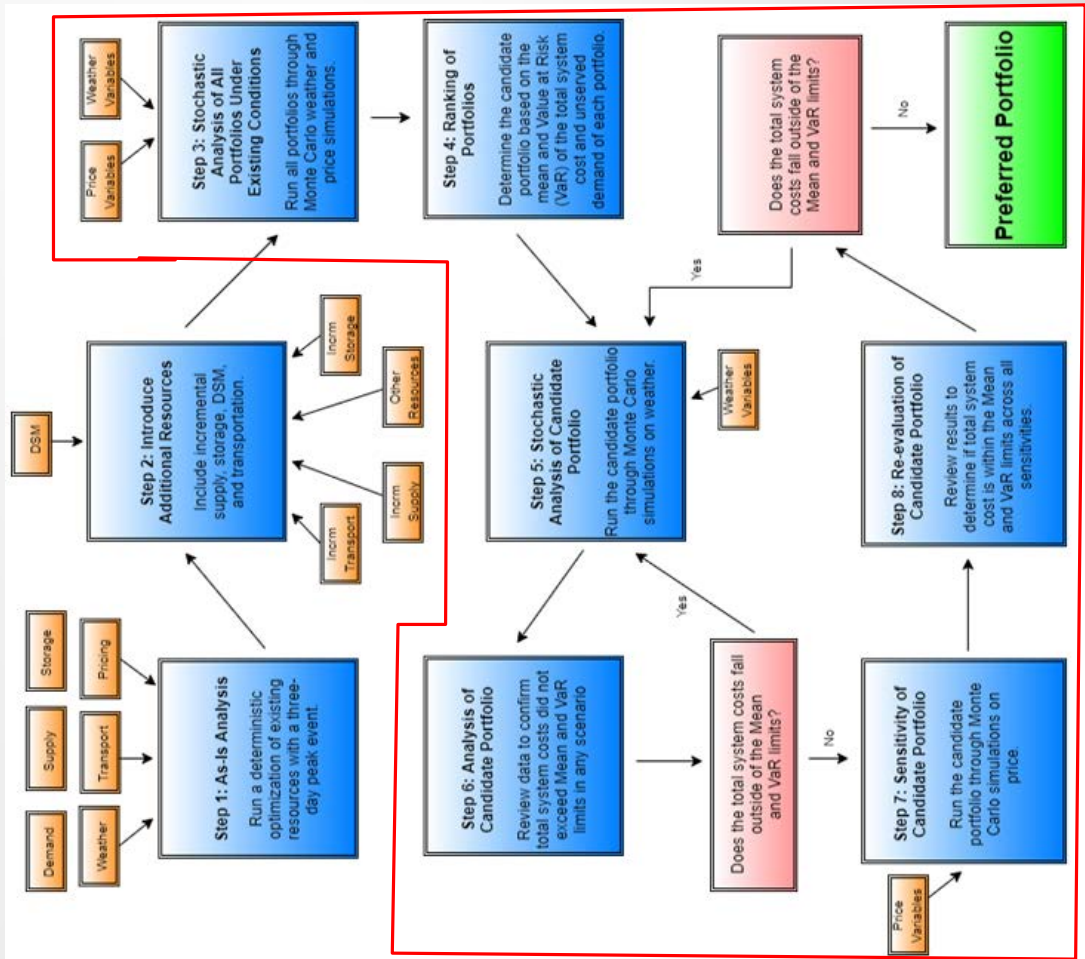 Demand
Supply
Storage
Weather
Transport
Pricing
Step 1: As-Is Analysis
Run a deterministic
optimization of existing
resources with a three-
day peak event.
DSM
Step 2: Introduce
Additional Resources
Include incremental
supply, storage, DSM,
and transportation.
Incrm
Transport
Incrm
Supply
Other
Resources
Incrm
Storage
Price
Variables
Weather
Variables
Step 3: Stochastic
Analysis of All
Portfolios Under
Existing Conditions
Run all portfolios through
Monte Carlo weather and
price simulations.
Step 4: Ranking of
Portfolios
Determine the candidate
portfolio based on the
mean and Value at Risk
(VaR) of the total system
cost and unserved
demand of each portfolio.
Step 5: Stochastic
Analysis of Candidate
Portfolio
Run the candidate portfolio
through Monte Carlo
simulations on weather.
Weather
Variables
Step 6: Analysis of
Candidate Portfolio
Review data to confirm
total system costs did not
exceed Mean and VaR
limits in any scenario
Does the total system costs fall
outside of the Mean
and VaR limits?
Yes
No
Price
Variables
Step 7: Sensitivity of
Candidate Portfolio
Run the candidate
portfolio through Monte
Carlo simulations on
price.
Step 8: Re-evaluation of
Candidate Portfolio
Review results to
determine if total system
cost is within the Mean
and VaR limits across all
sensitivities.
Does the total system
costs fall outside of the
Mean and VaR limits?
Yes
No
Preferred Portfolio